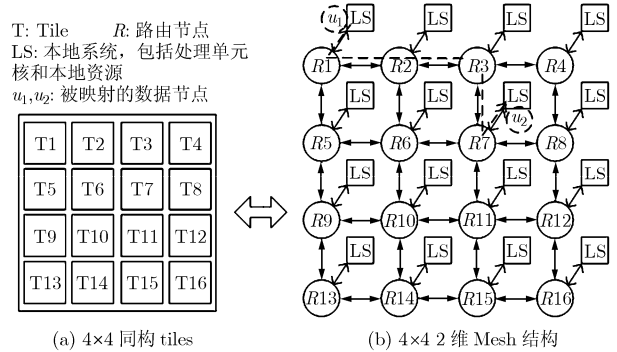 T: Tile R: 路由节点
LS: 本地系统，包括处理单元
核和本地资源
u₁,u₂: 被映射的数据节点
T1 T2 T3 T4
T5 T6 T7 T8
T9 T10 T11 T12
T13 T14 T15 T16
(a) 4×4 同构 tiles
u₁ LS LS LS LS
R1 R2 R3 R4
LS LS LS LS
u₂
R5 R6 R7 R8
LS LS LS LS
R9 R10 R11 R12
LS LS LS LS
R13 R14 R15 R16
(b) 4×4 2 维 Mesh 结构